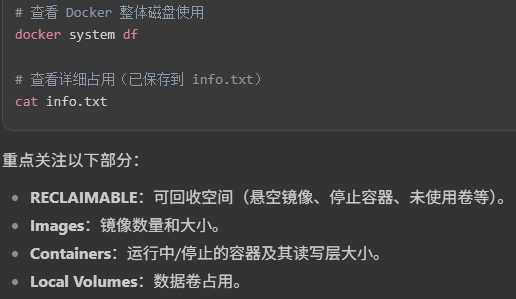 # 查看 Docker 整体磁盘使用
docker system df
# 查看详细占用（已保存到 info.txt）
cat info.txt
重点关注以下部分：
• RECLAIMABLE：可回收空间（悬空镜像、停止容器、未使用卷等）。
• Images：镜像数量和大小。
• Containers：运行中/停止的容器及其读写层大小。
• Local Volumes：数据卷占用。